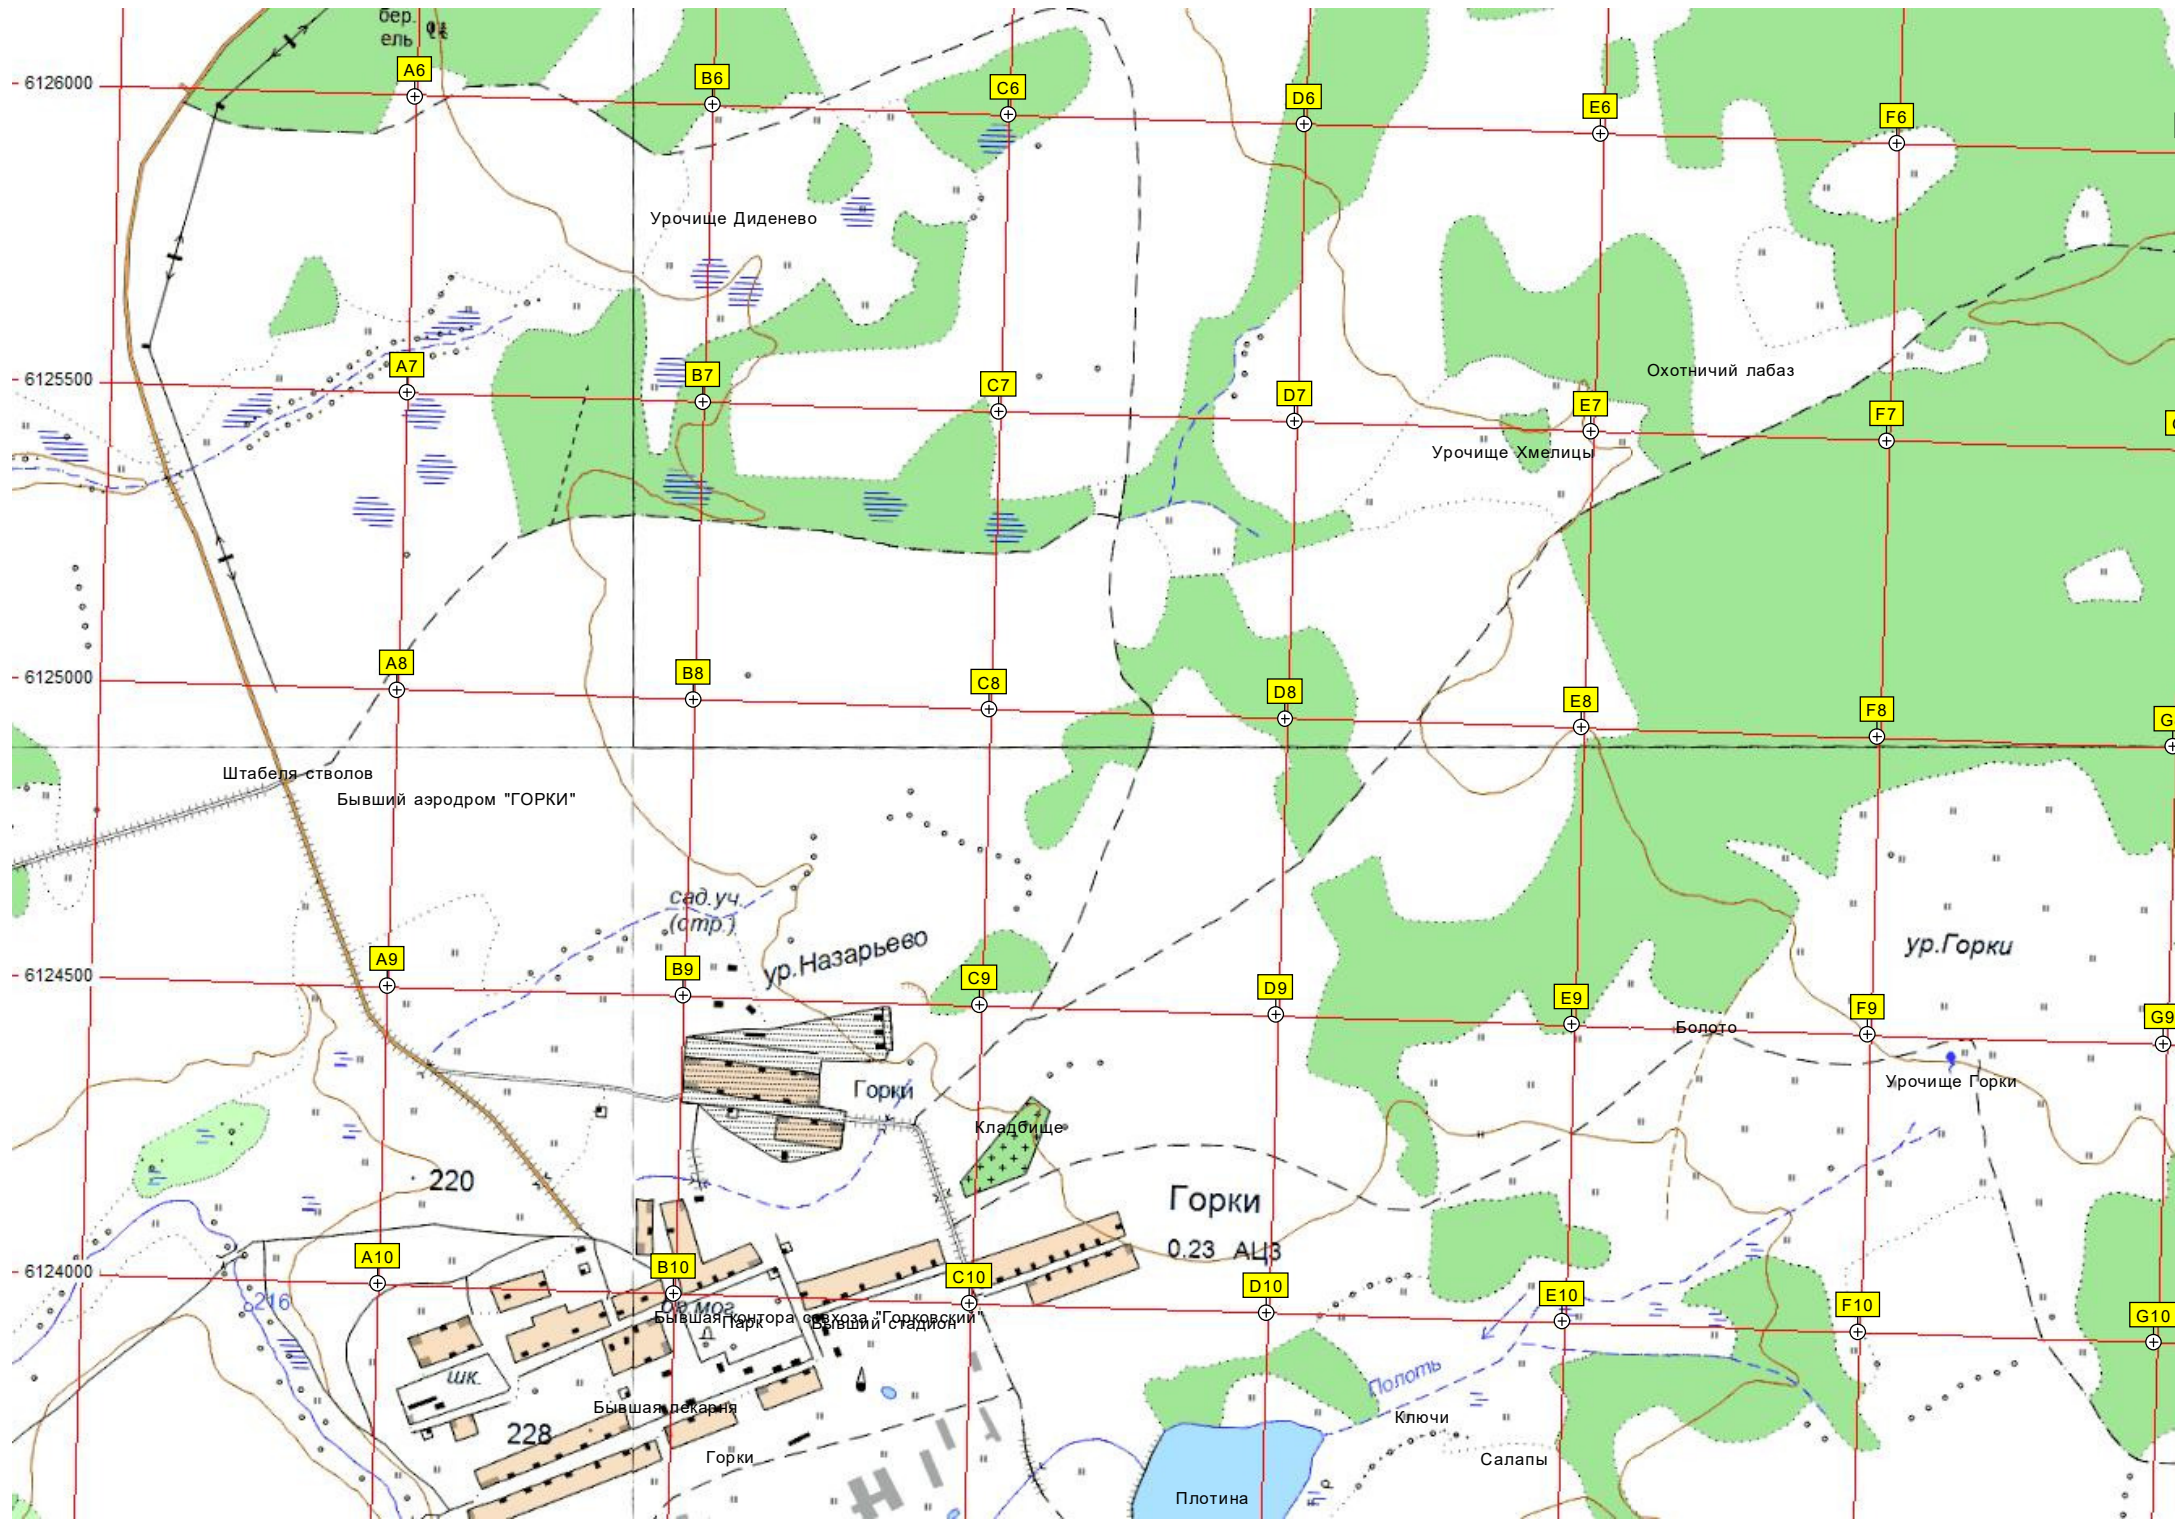 бер.
ель
6126000
A6
B6
C6
D6
E6
F6
Урочище Диденево
6125500
A7
B7
C7
D7
E7
F7
Охотничий лабаз
Урочище Хмелицы
6125000
A8
B8
C8
D8
E8
F8
G
Штабеля стволов
Бывший аэродром "ГОРКИ"
сад.уч.
(стр.)
ур.Назарьево
ур.Горки
6124500
A9
B9
C9
D9
E9
F9
G9
Болото
Урочище Горки
Горки
Кладбище
220
Горки
0.23 АЦЗ
6124000
A10
B10
C10
D10
E10
F10
G10
216
Бывшая контора совхоза "Горковский"
Парк
Бывший стадион
шк.
Полоть
Бывшая пекарня
Ключи
228
Горки
Салапы
Плотина